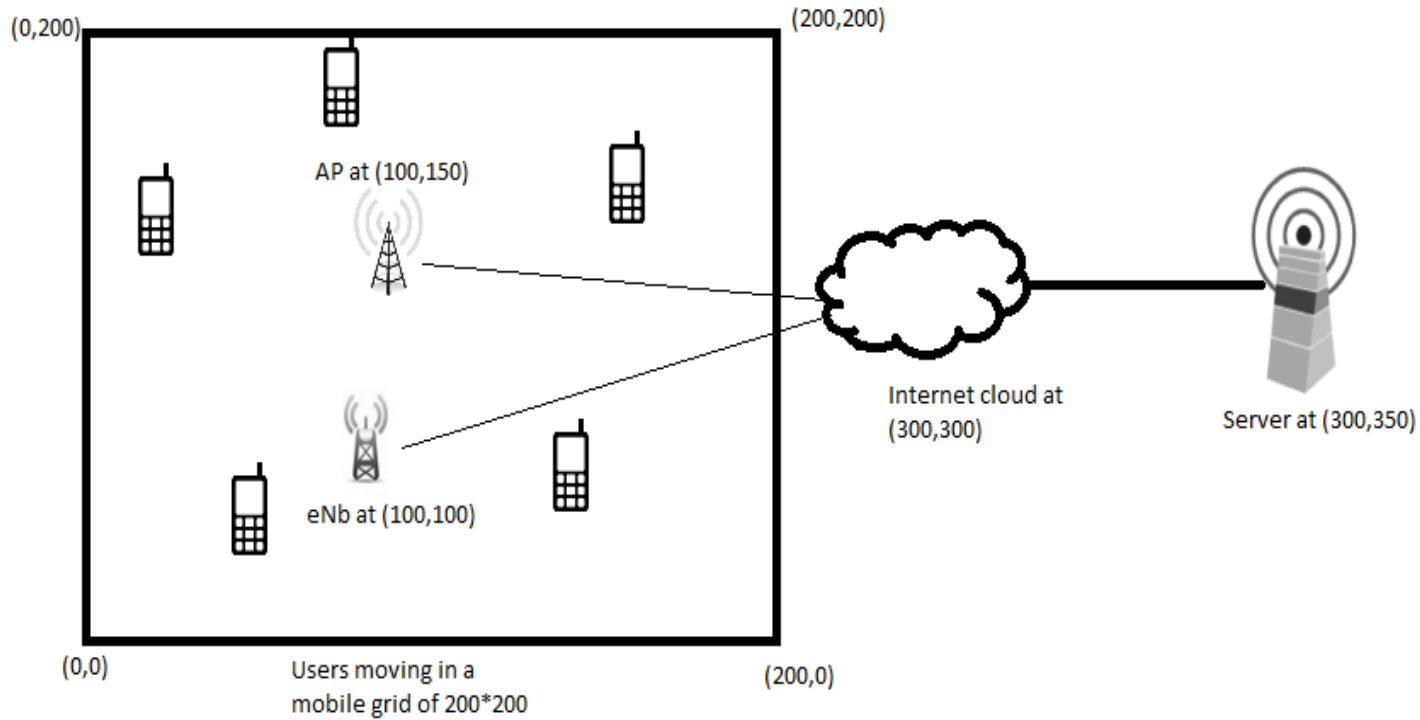 (0,200)
(200,200)
AP at (100,150)
Internet cloud at
(300,300)
Server at (300,350)
eNb at (100,100)
(0,0)
Users moving in a
mobile grid of 200*200
(200,0)